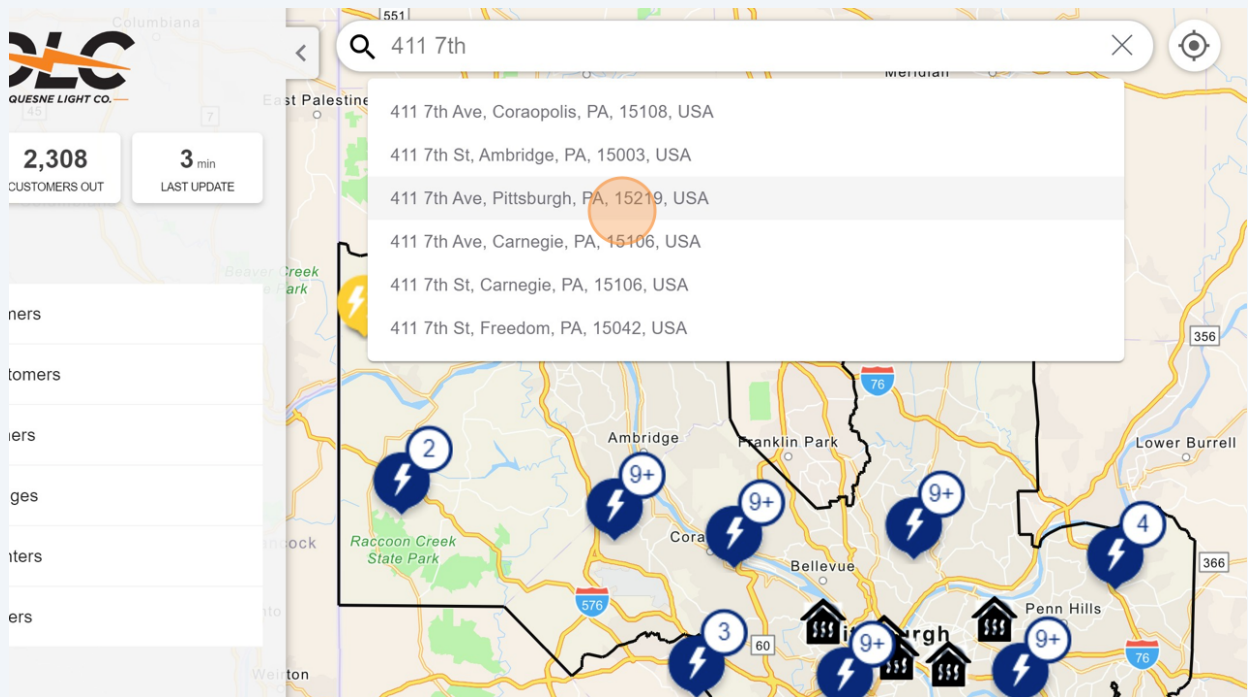 Columbiana
551
DLC
QUESNE LIGHT CO.
45
7
2,308
CUSTOMERS OUT
3 min
LAST UPDATE
411 7th
Meridian
East Palestine
411 7th Ave, Coraopolis, PA, 15108, USA
411 7th St, Ambridge, PA, 15003, USA
411 7th Ave, Pittsburgh, PA, 15219, USA
411 7th Ave, Carnegie, PA, 15106, USA
411 7th St, Carnegie, PA, 15106, USA
411 7th St, Freedom, PA, 15042, USA
Beaver Creek
e Park
mers
tomers
ners
ges
nters
ers
356
76
Ambridge
Franklin Park
Lower Burrell
2
9+
9+
9+
4
ncock
Raccoon Creek
State Park
Cora
Bellevue
366
576
Penn Hills
nto
3
60
9+
9+
76
Weirton